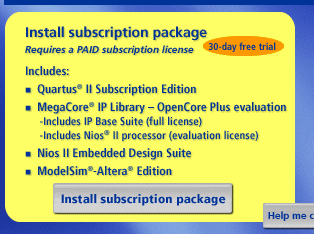 Install subscription package
Requires a PAID subscription license
30-day free trial
Includes:
Quartus® II Subscription Edition
MegaCore® IP Library – OpenCore Plus evaluation
-Includes IP Base Suite (full license)
-Includes Nios® II processor (evaluation license)
Nios II Embedded Design Suite
ModelSim®-Altera® Edition
Install subscription package
Help me c